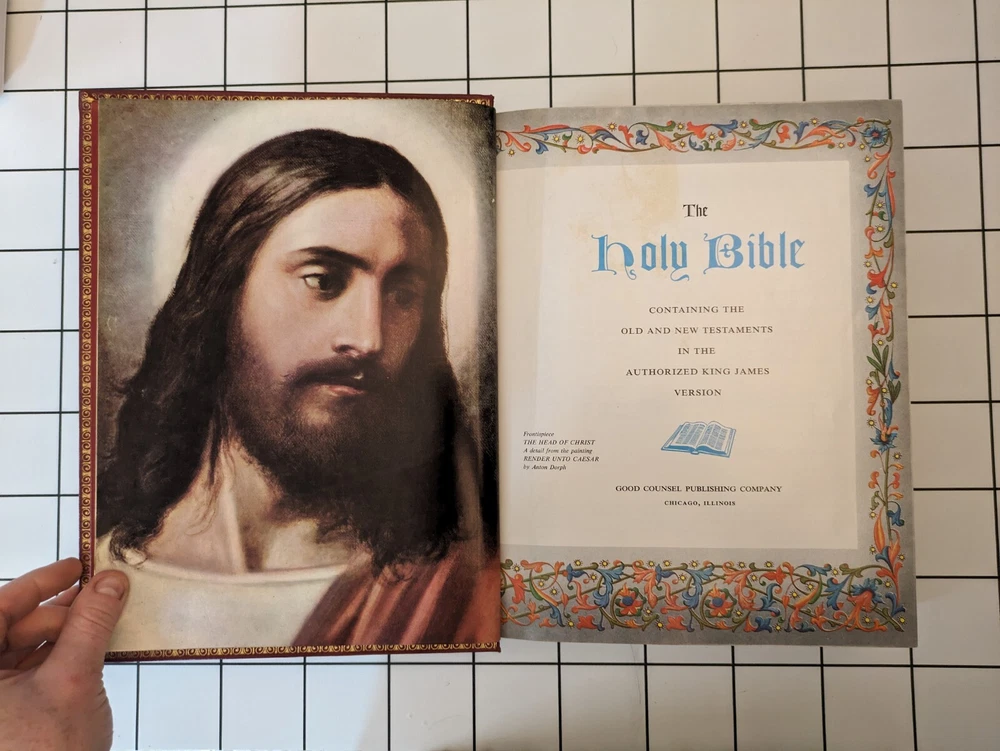 The
Holy Bible
CONTAINING THE
OLD AND NEW TESTAMENTS
IN THE
AUTHORIZED KING JAMES
VERSION
Frontispiece
THE HEAD OF CHRIST
A detail from the painting
RENDER UNTO CAESAR
by Anton Dorph
GOOD COUNSEL PUBLISHING COMPANY
CHICAGO, ILLINOIS